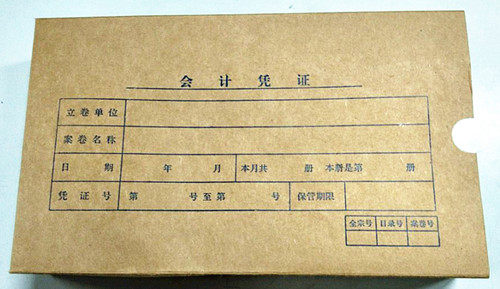 会计凭证
立卷单位
案卷名称
日期 年 月 本月共 册 本册是第 册
凭证号 第 号至第 号 保管期限
全宗号 目录号 案卷号